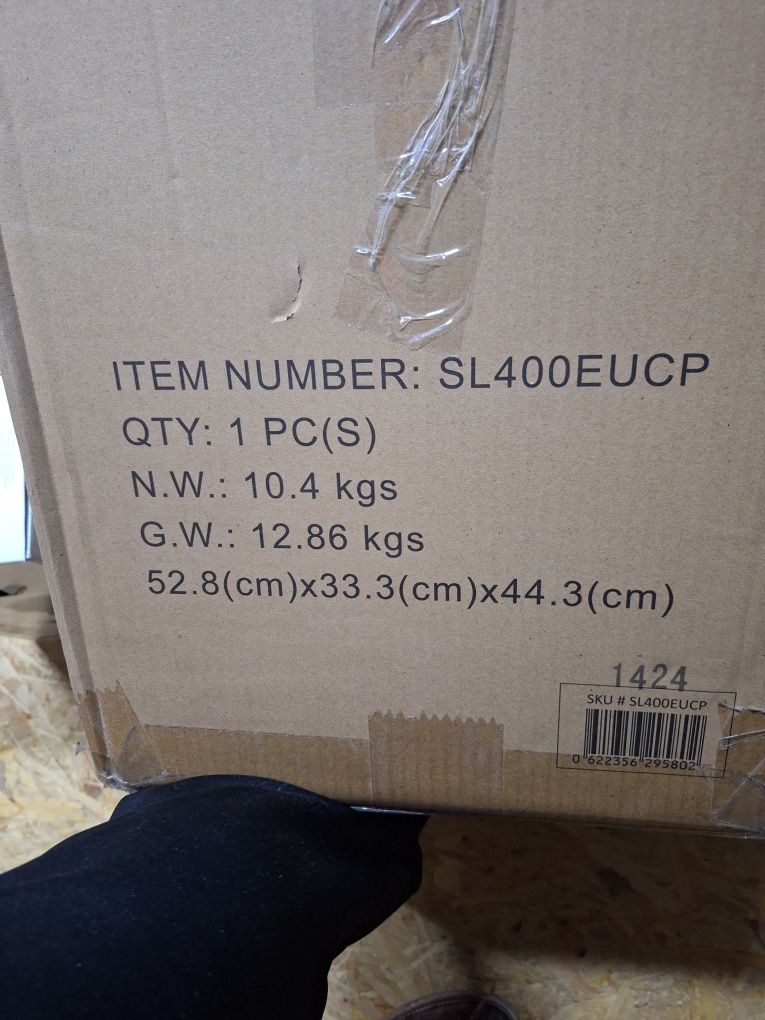 ITEM NUMBER: SL400EUCP
QTY: 1 PC(S)
N.W.: 10.4 kgs
G.W.: 12.86 kgs
52.8(cm)x33.3(cm)x44.3(cm)
1424
SKU # SL400EUCP
0 622356 295802